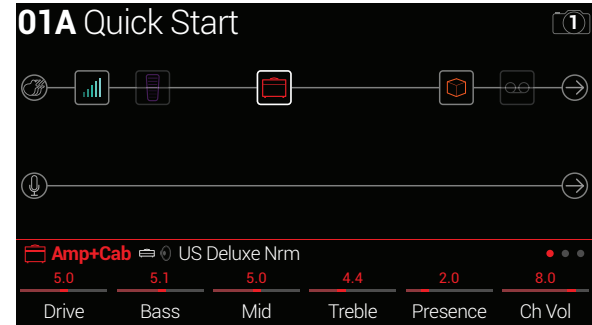 01A Quick Start
1
Amp+Cab US Deluxe Nrm
5.0 5.1 5.0 4.4 2.0 8.0
Drive Bass Mid Treble Presence Ch Vol